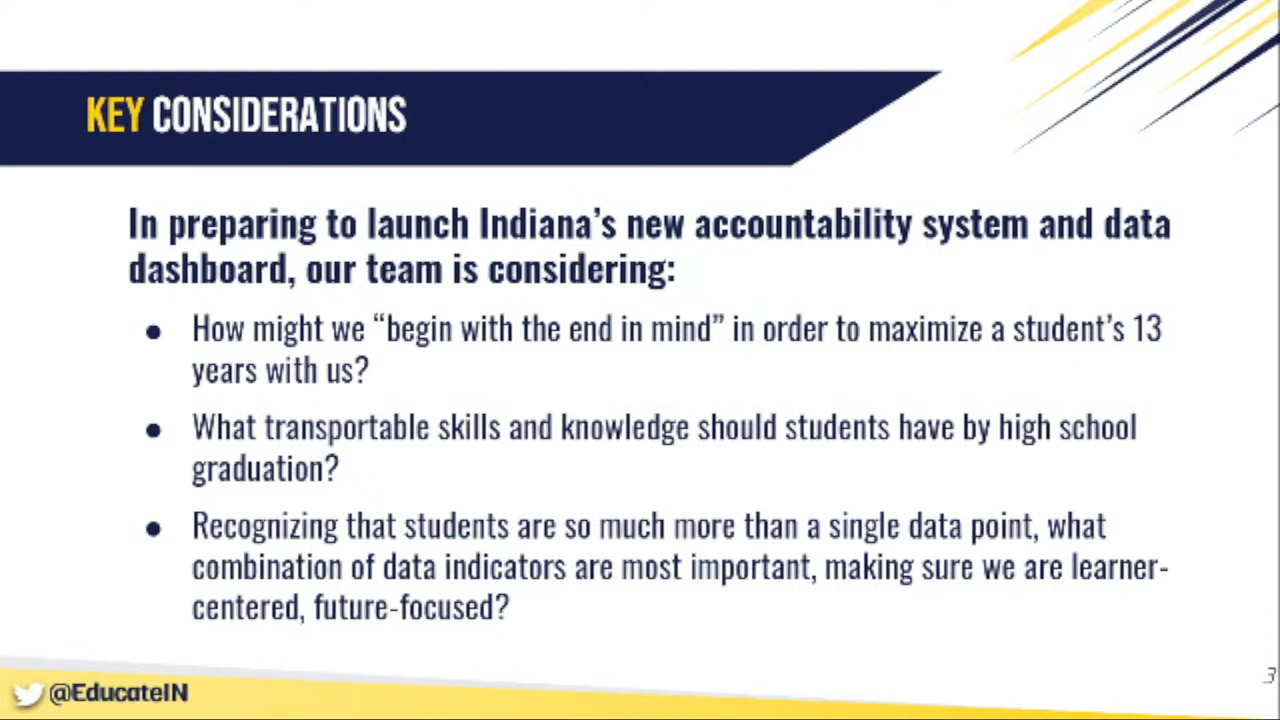 KEY CONSIDERATIONS
In preparing to launch Indiana’s new accountability system and data
dashboard, our team is considering:
● How might we “begin with the end in mind” in order to maximize a student’s 13
years with us?
● What transportable skills and knowledge should students have by high school
graduation?
● Recognizing that students are so much more than a single data point, what
combination of data indicators are most important, making sure we are learner-
centered, future-focused?
@EducateIN
3